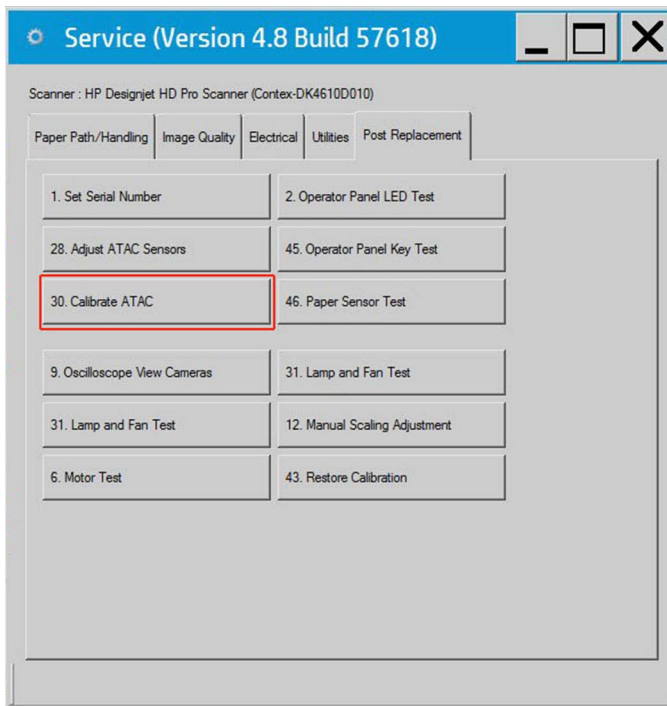 Service (Version 4.8 Build 57618)
Scanner : HP Designjet HD Pro Scanner (Contex-DK4610D010)
Paper Path/Handling Image Quality Electrical Utilities Post Replacement
1. Set Serial Number 2. Operator Panel LED Test
28. Adjust ATAC Sensors 45. Operator Panel Key Test
30. Calibrate ATAC 46. Paper Sensor Test
9. Oscilloscope View Cameras 31. Lamp and Fan Test
31. Lamp and Fan Test 12. Manual Scaling Adjustment
6. Motor Test 43. Restore Calibration